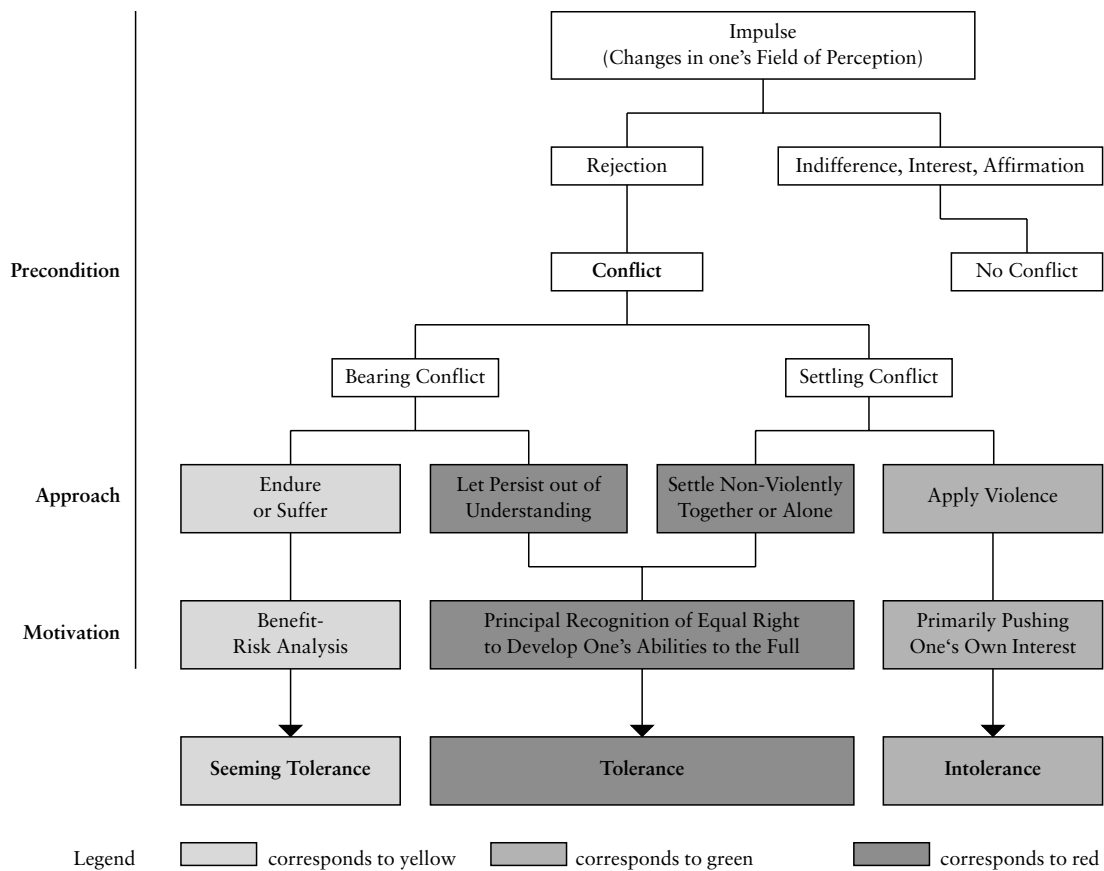 Impulse
(Changes in one’s Field of Perception)
Rejection
Indifference, Interest, Affirmation
Precondition
Conflict
No Conflict
Bearing Conflict
Settling Conflict
Approach
Endure
or Suffer
Let Persist out of
Understanding
Settle Non-Violently
Together or Alone
Apply Violence
Motivation
Benefit-
Risk Analysis
Principal Recognition of Equal Right
to Develop One’s Abilities to the Full
Primarily Pushing
One‘s Own Interest
Seeming Tolerance
Tolerance
Intolerance
Legend
corresponds to yellow
corresponds to green
corresponds to red